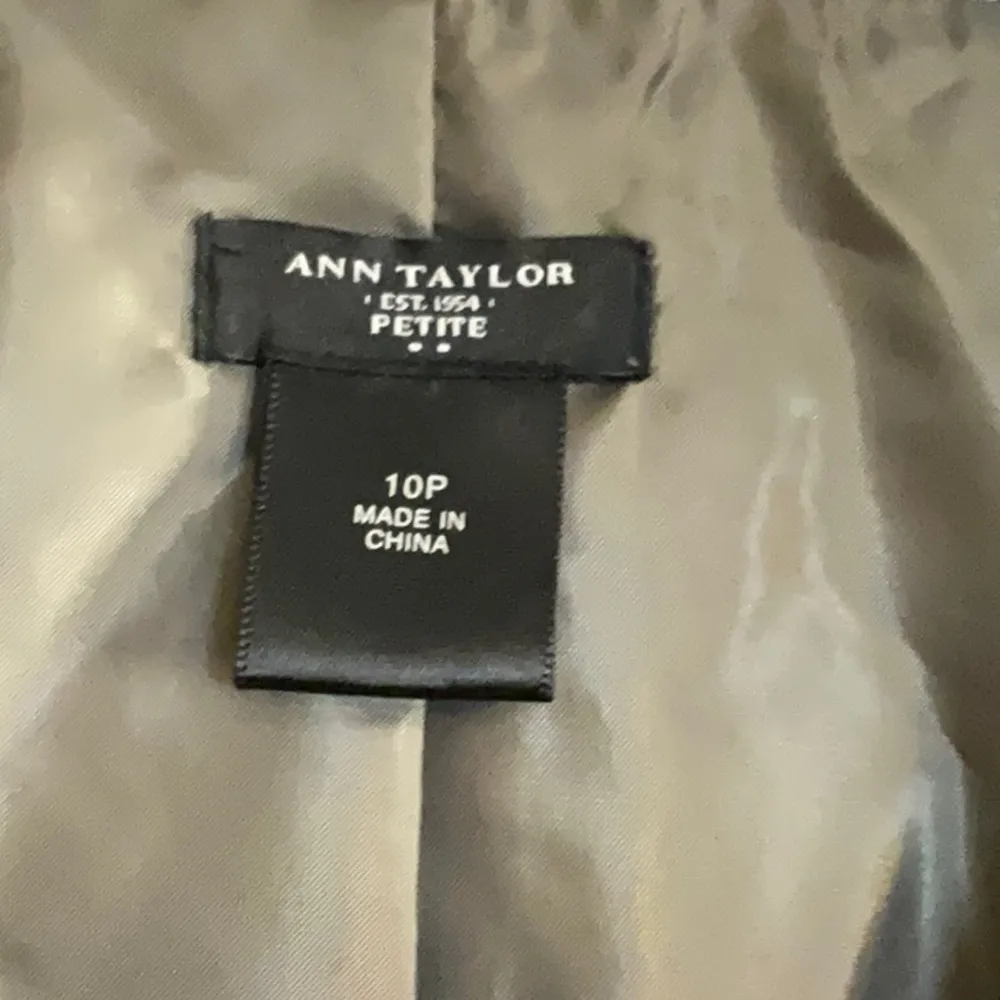 ANN TAYLOR
· EST. 1954 ·
PETITE
10P
MADE IN
CHINA